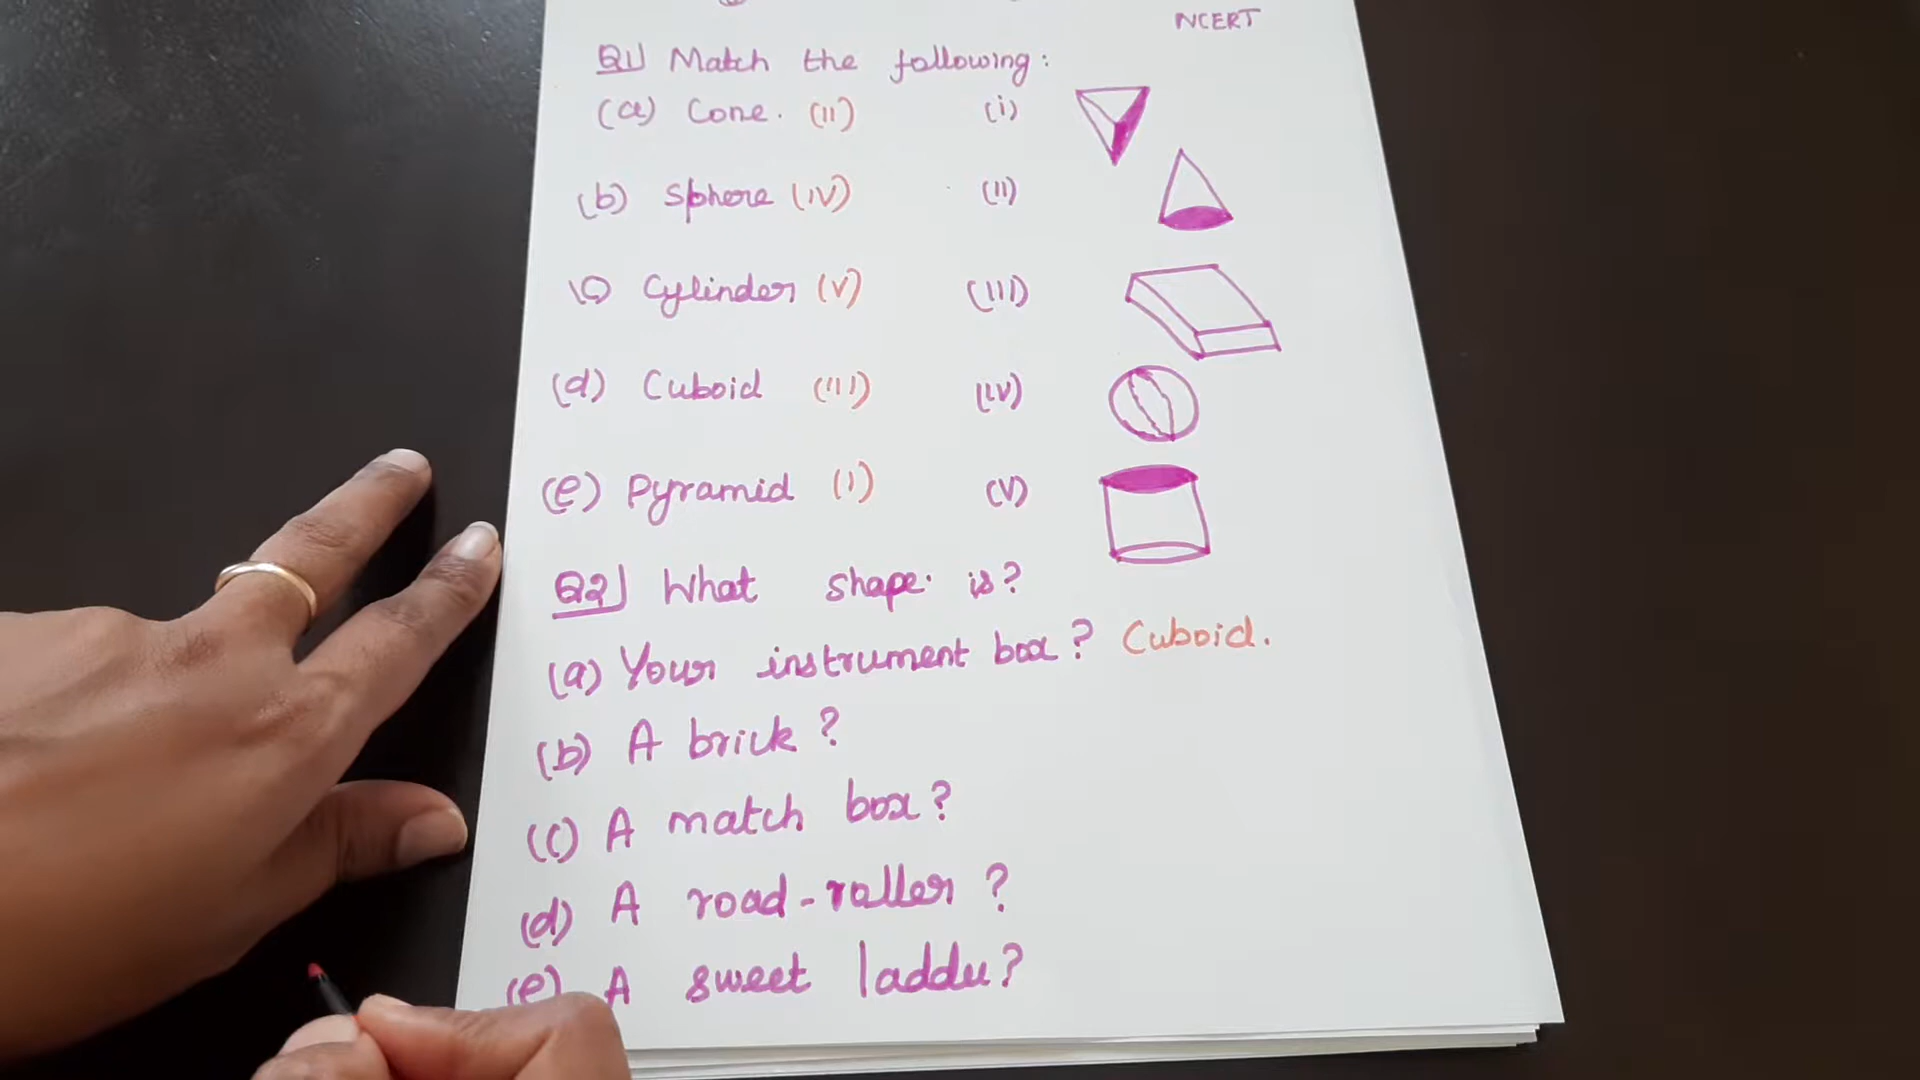 NCERT
Q1) Match the following:
(a) Cone. (II) (i)
(b) Sphere (IV) (II)
(C) Cylinder (V) (III)
(d) Cuboid (III) (IV)
(e) Pyramid (I) (V)
Q2) What shape is?
(a) Your instrument box? Cuboid.
(b) A brick?
(c) A match box?
(d) A road-roller?
(e) A sweet laddu?